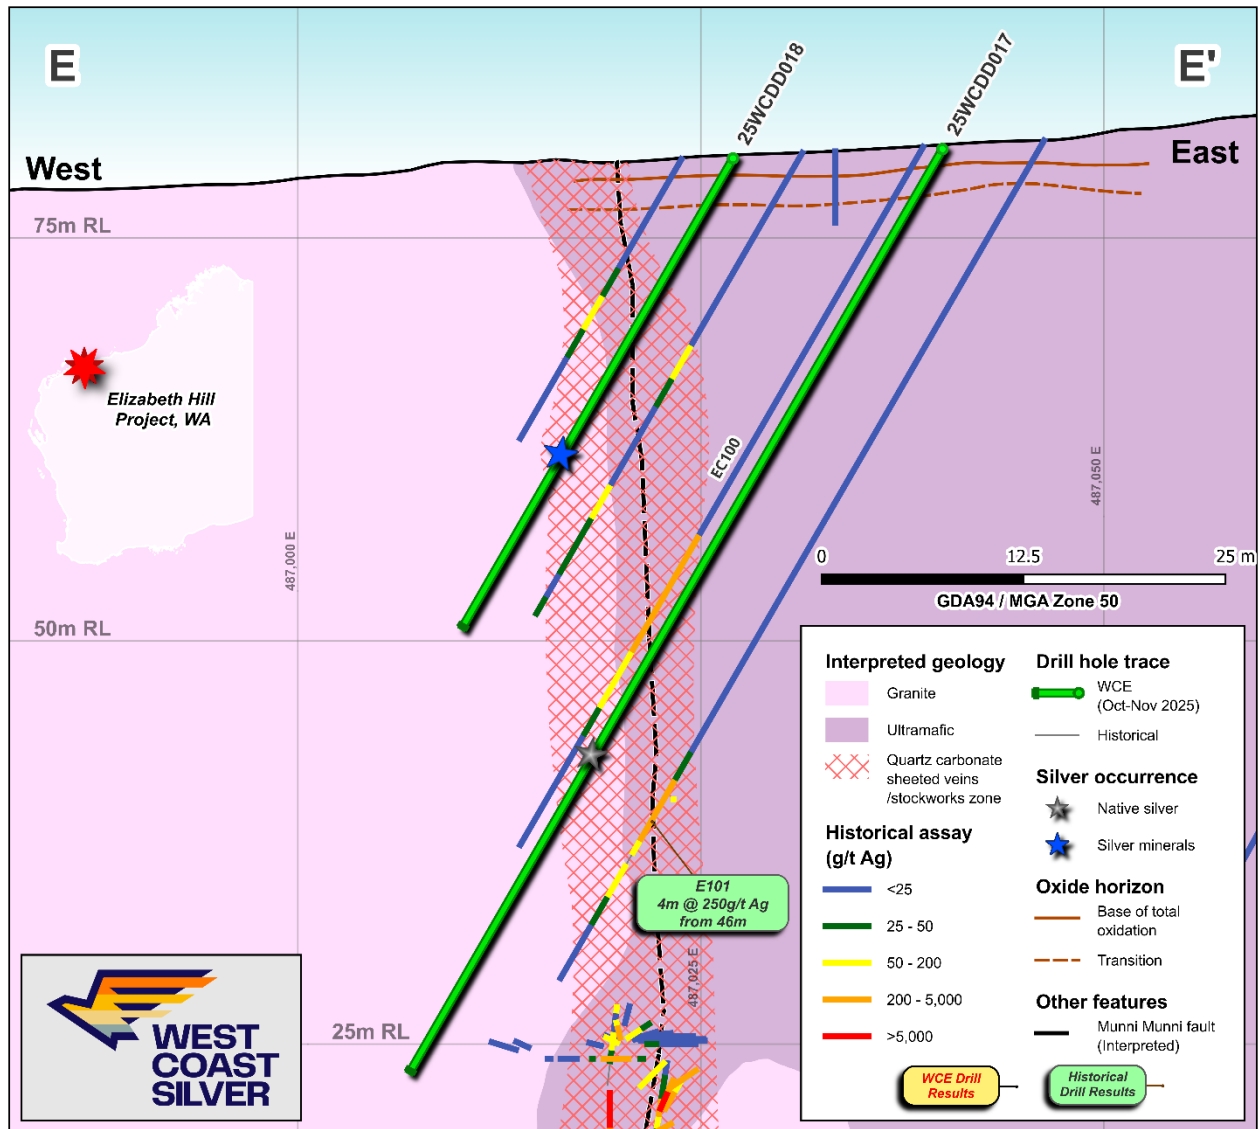 E
E'
25WCDD018
25WCDD017
West
East
75m RL
Elizabeth Hill
Project, WA
EC100
487,000 E
487,050 E
0 12.5 25 m
GDA94 / MGA Zone 50
50m RL
E101
4m @ 250g/t Ag
from 46m
487,025 E
25m RL
WEST
COAST
SILVER
Interpreted geology
Granite
Ultramafic
Quartz carbonate
sheeted veins
/stockworks zone
Historical assay
(g/t Ag)
<25
25 - 50
50 - 200
200 - 5,000
>5,000
Drill hole trace
WCE
(Oct-Nov 2025)
Historical
Silver occurrence
Native silver
Silver minerals
Oxide horizon
Base of total
oxidation
Transition
Other features
Munni Munni fault
(Interpreted)
WCE Drill
Results
Historical
Drill Results